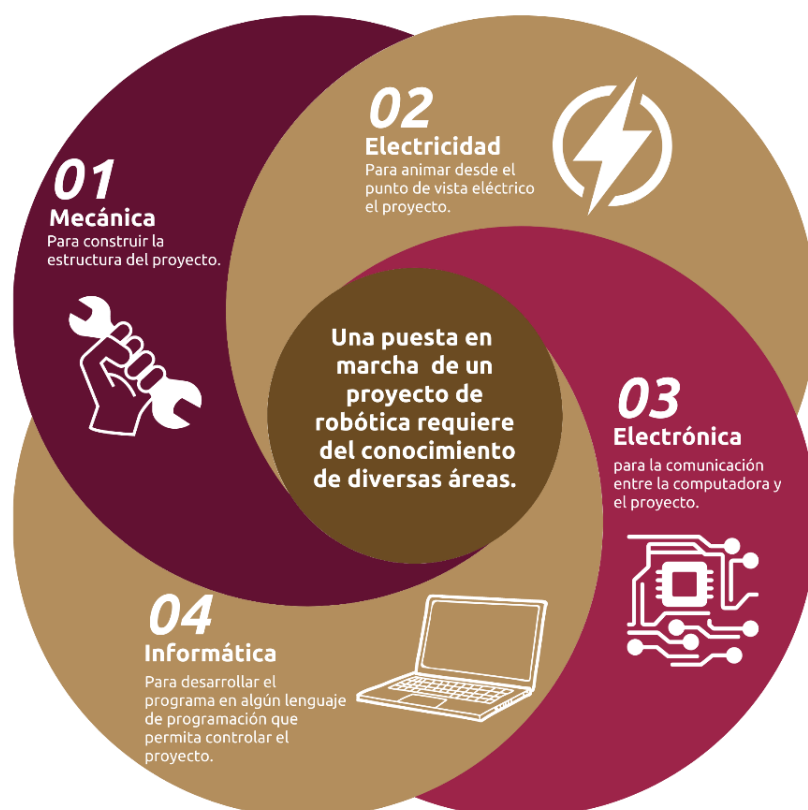 01
Mecánica
Para construir la
estructura del proyecto.
02
Electricidad
Para animar desde el
punto de vista eléctrico
el proyecto.
Una puesta en
marcha de un
proyecto de
robótica requiere
del conocimiento
de diversas áreas.
03
Electrónica
para la comunicación
entre la computadora y
el proyecto.
04
Informática
Para desarrollar el
programa en algún lenguaje
de programación que
permita controlar el
proyecto.